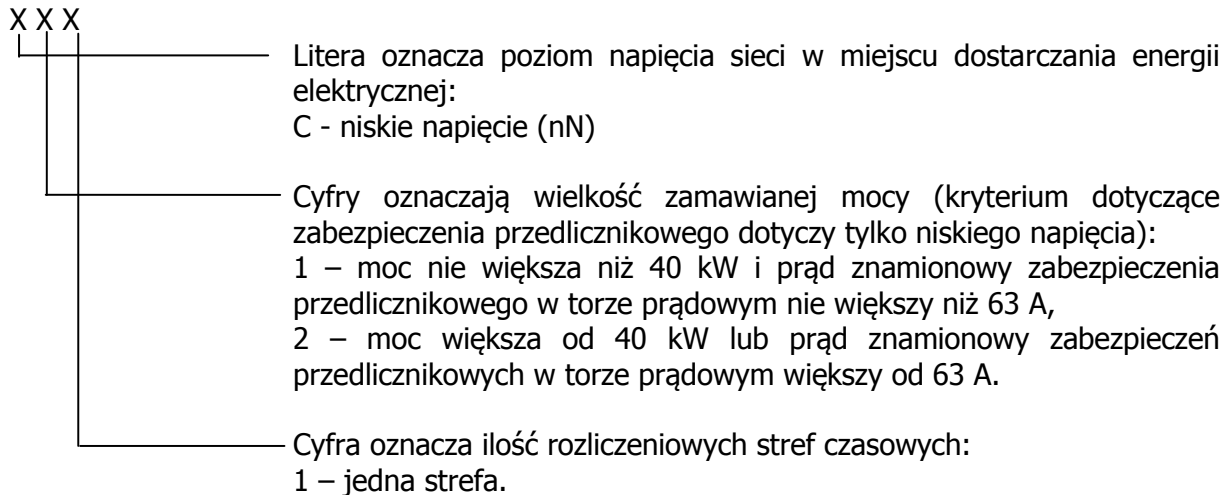 X X X
Litera oznacza poziom napięcia sieci w miejscu dostarczania energii
elektrycznej:
C - niskie napięcie (nN)
Cyfry oznaczają wielkość zamawianej mocy (kryterium dotyczące
zabezpieczenia przedlicznikowego dotyczy tylko niskiego napięcia):
1 – moc nie większa niż 40 kW i prąd znamionowy zabezpieczenia
przedlicznikowego w torze prądowym nie większy niż 63 A,
2 – moc większa od 40 kW lub prąd znamionowy zabezpieczeń
przedlicznikowych w torze prądowym większy od 63 A.
Cyfra oznacza ilość rozliczeniowych stref czasowych:
1 – jedna strefa.